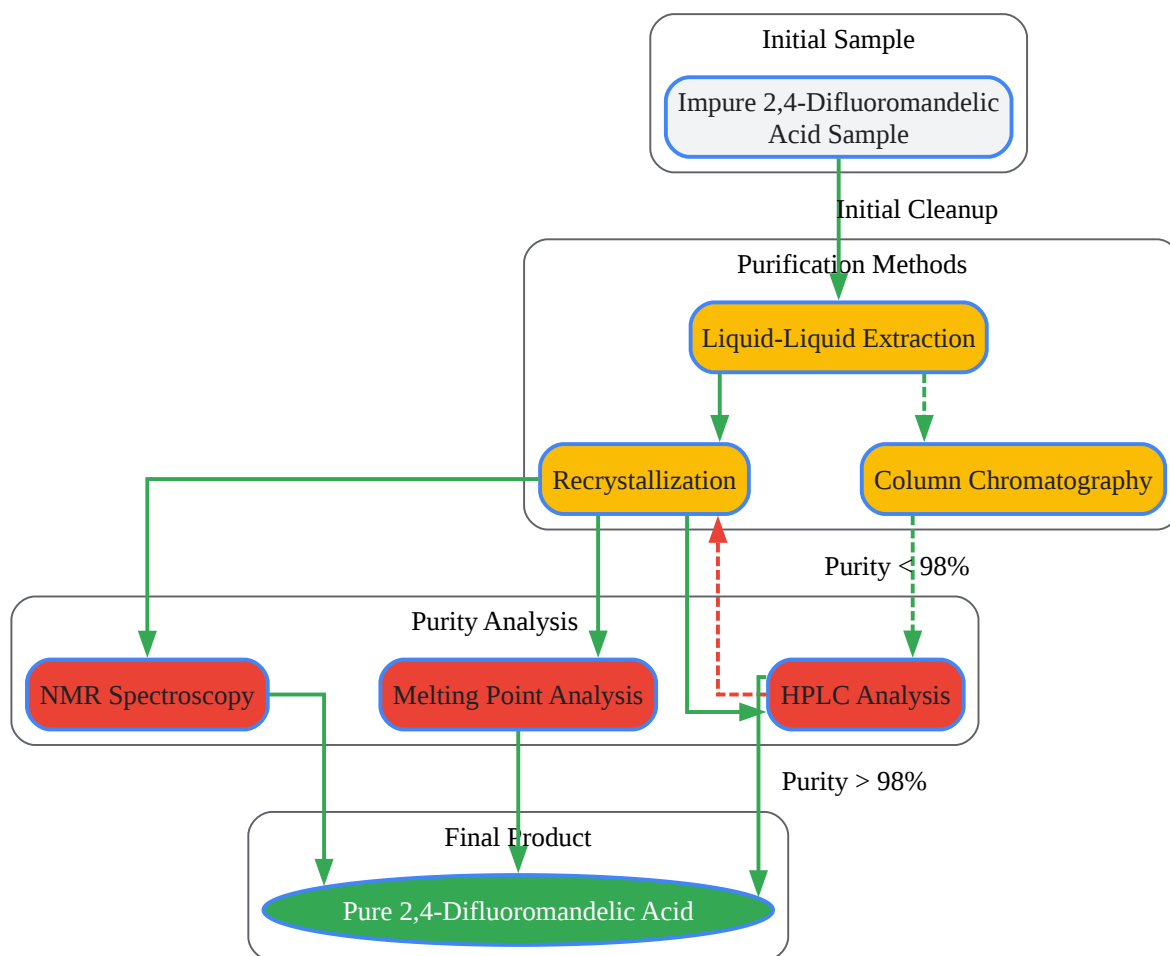 Initial Sample
Impure 2,4-Difluoromandelic
Acid Sample
Initial Cleanup
Purification Methods
Liquid-Liquid Extraction
Recrystallization
Column Chromatography
Purity < 98%
Purity Analysis
NMR Spectroscopy
Melting Point Analysis
HPLC Analysis
Purity > 98%
Final Product
Pure 2,4-Difluoromandelic Acid